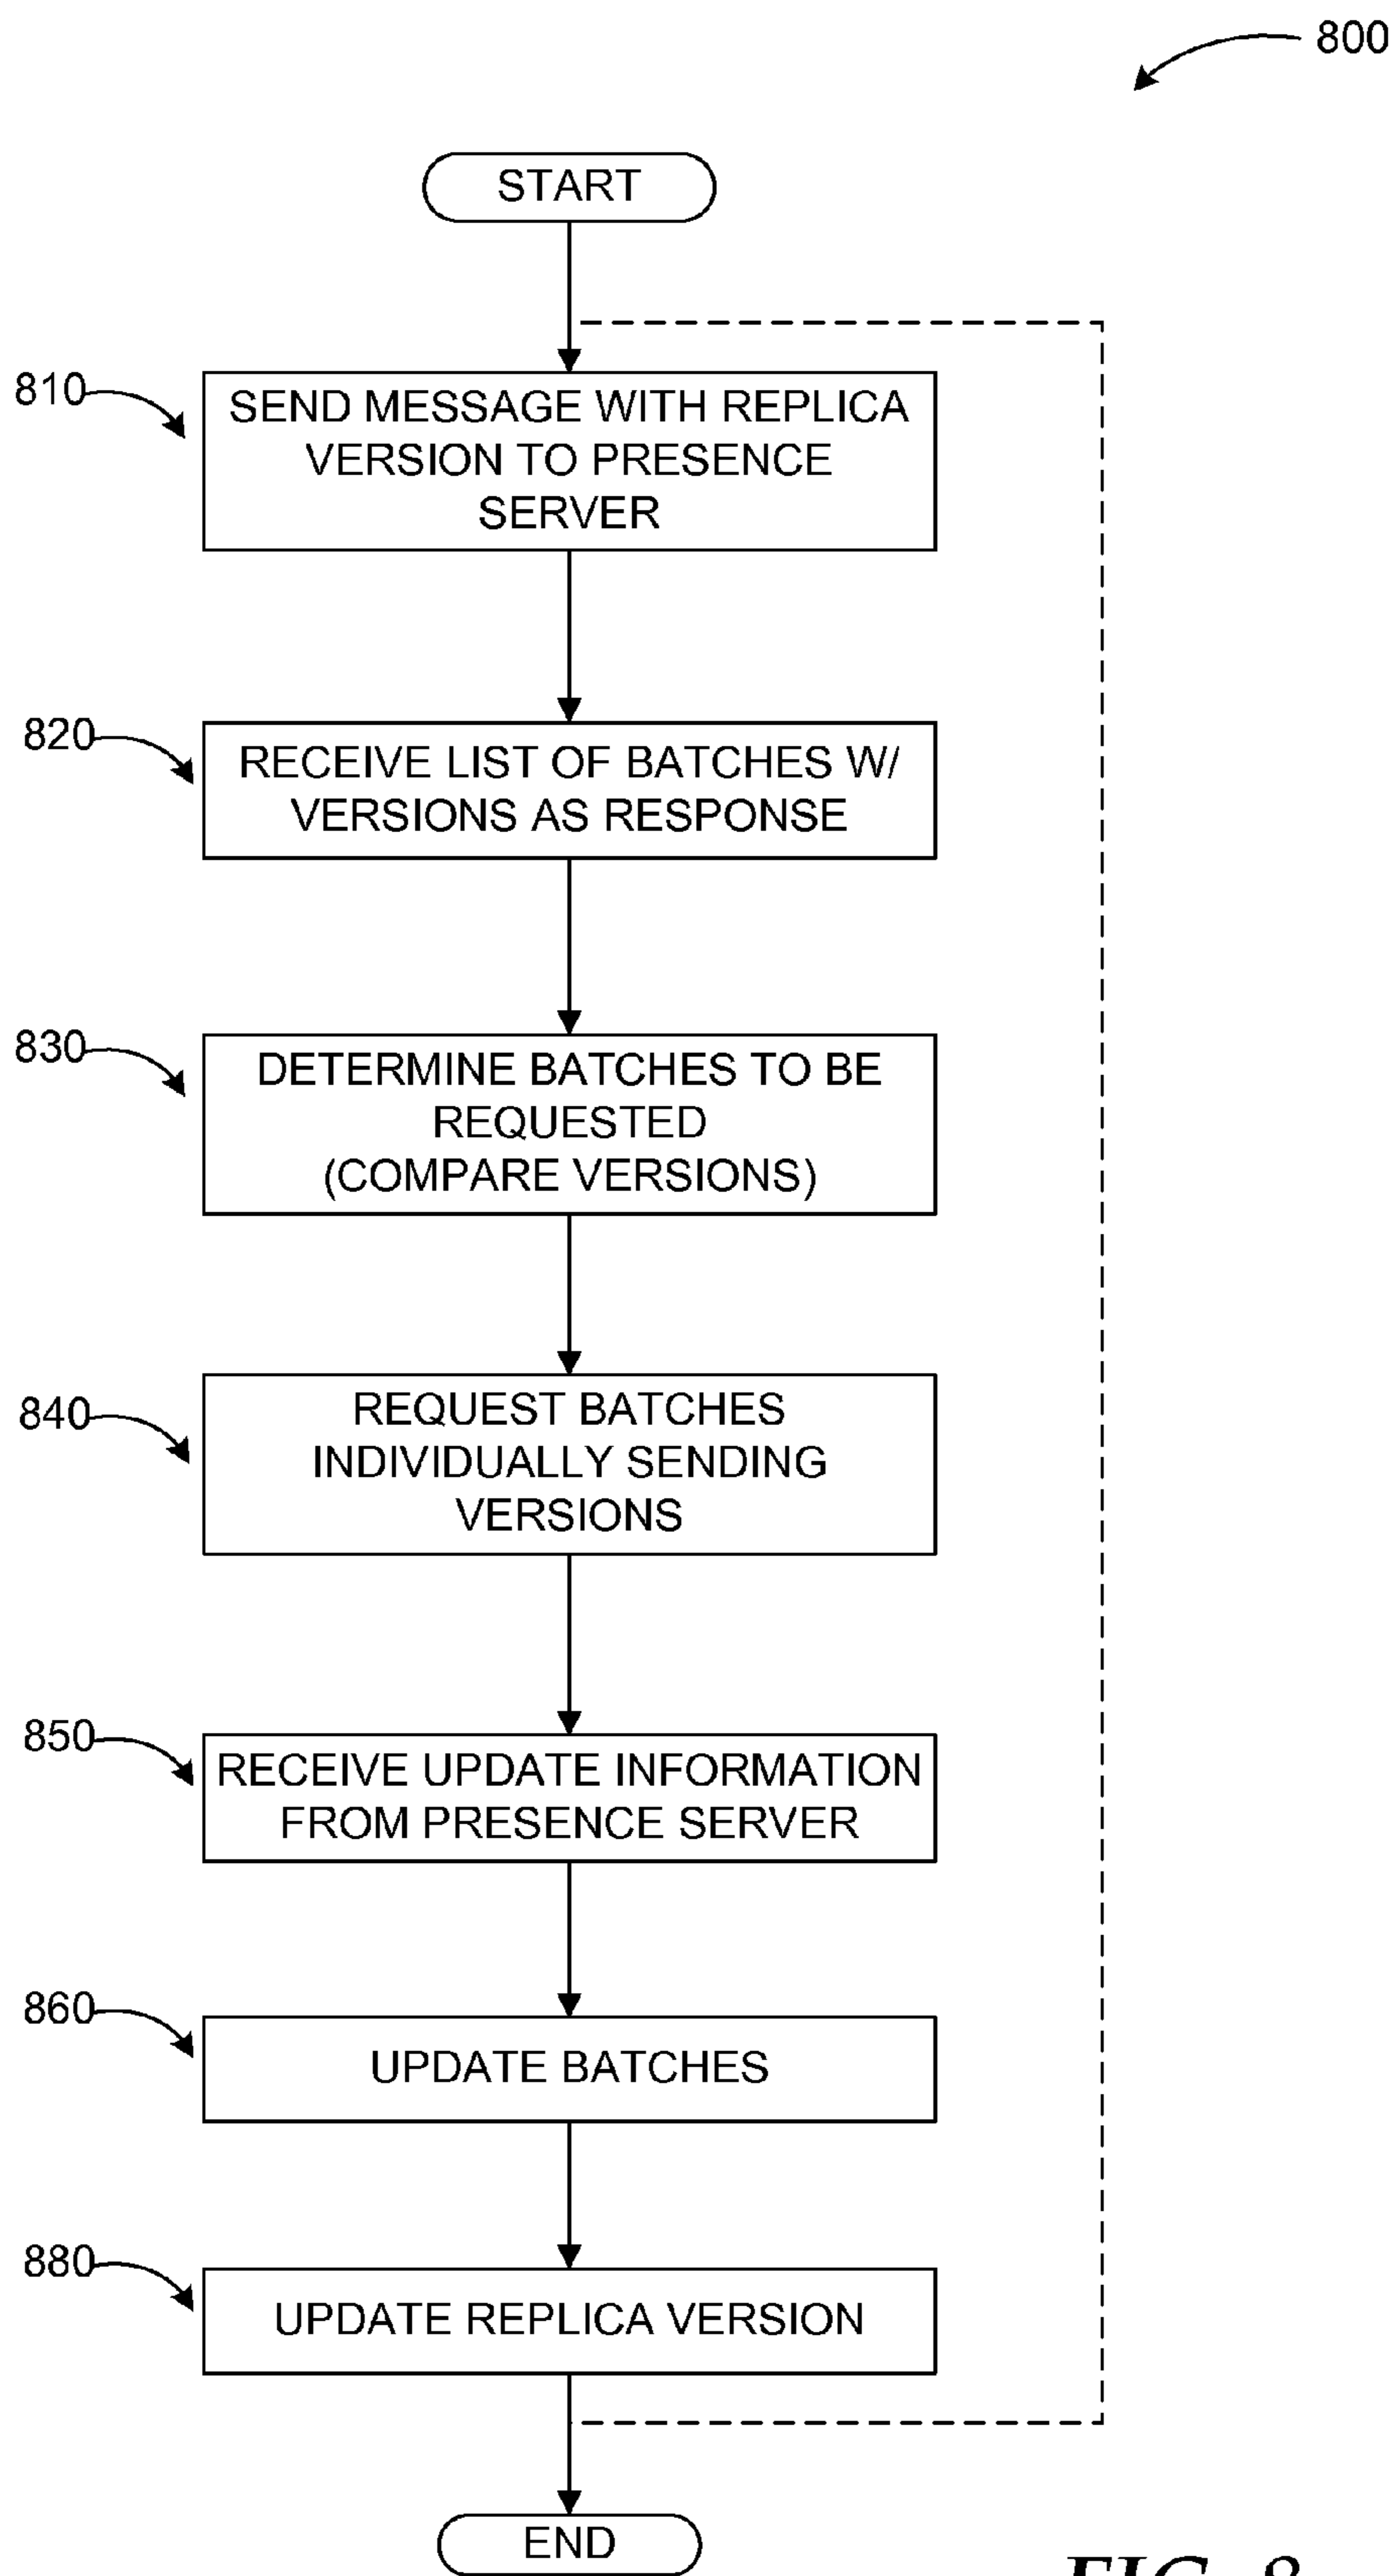 800
START
810
SEND MESSAGE WITH REPLICA
VERSION TO PRESENCE
SERVER
820
RECEIVE LIST OF BATCHES W/
VERSIONS AS RESPONSE
830
DETERMINE BATCHES TO BE
REQUESTED
(COMPARE VERSIONS)
840
REQUEST BATCHES
INDIVIDUALLY SENDING
VERSIONS
850
RECEIVE UPDATE INFORMATION
FROM PRESENCE SERVER
860
UPDATE BATCHES
880
UPDATE REPLICA VERSION
END
FIG. 8